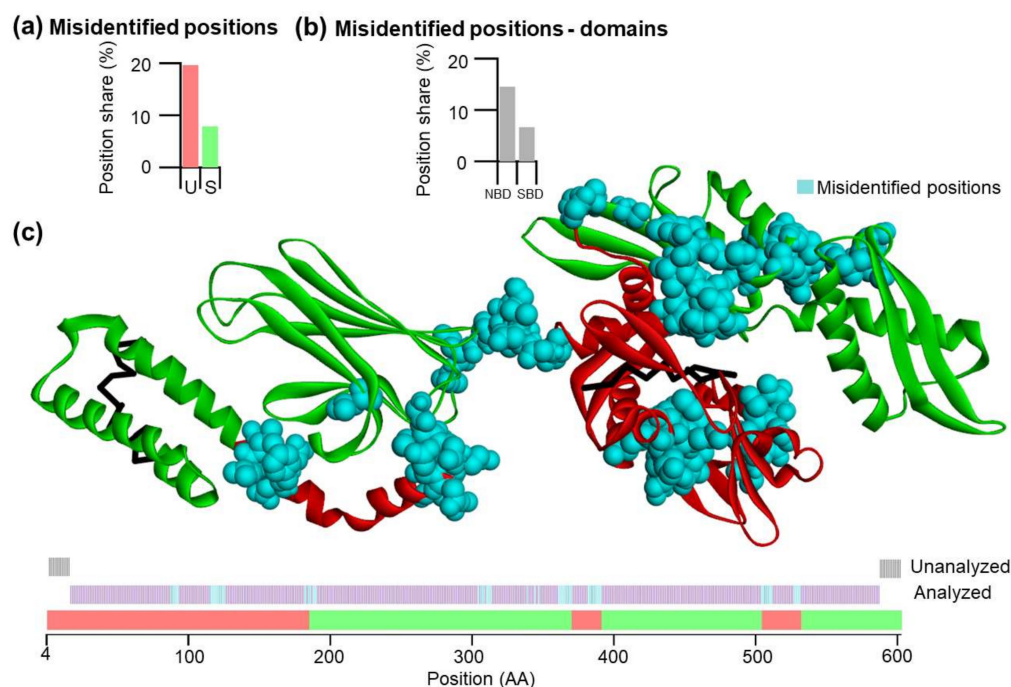 (a) Misidentified positions
(b) Misidentified positions - domains
Position share (%)
20
10
0
U S
Position share (%)
20
10
0
NBD SBD
Misidentified positions
(c)
Unanalyzed
Analyzed
4 100 200 300 400 500 600
Position (AA)